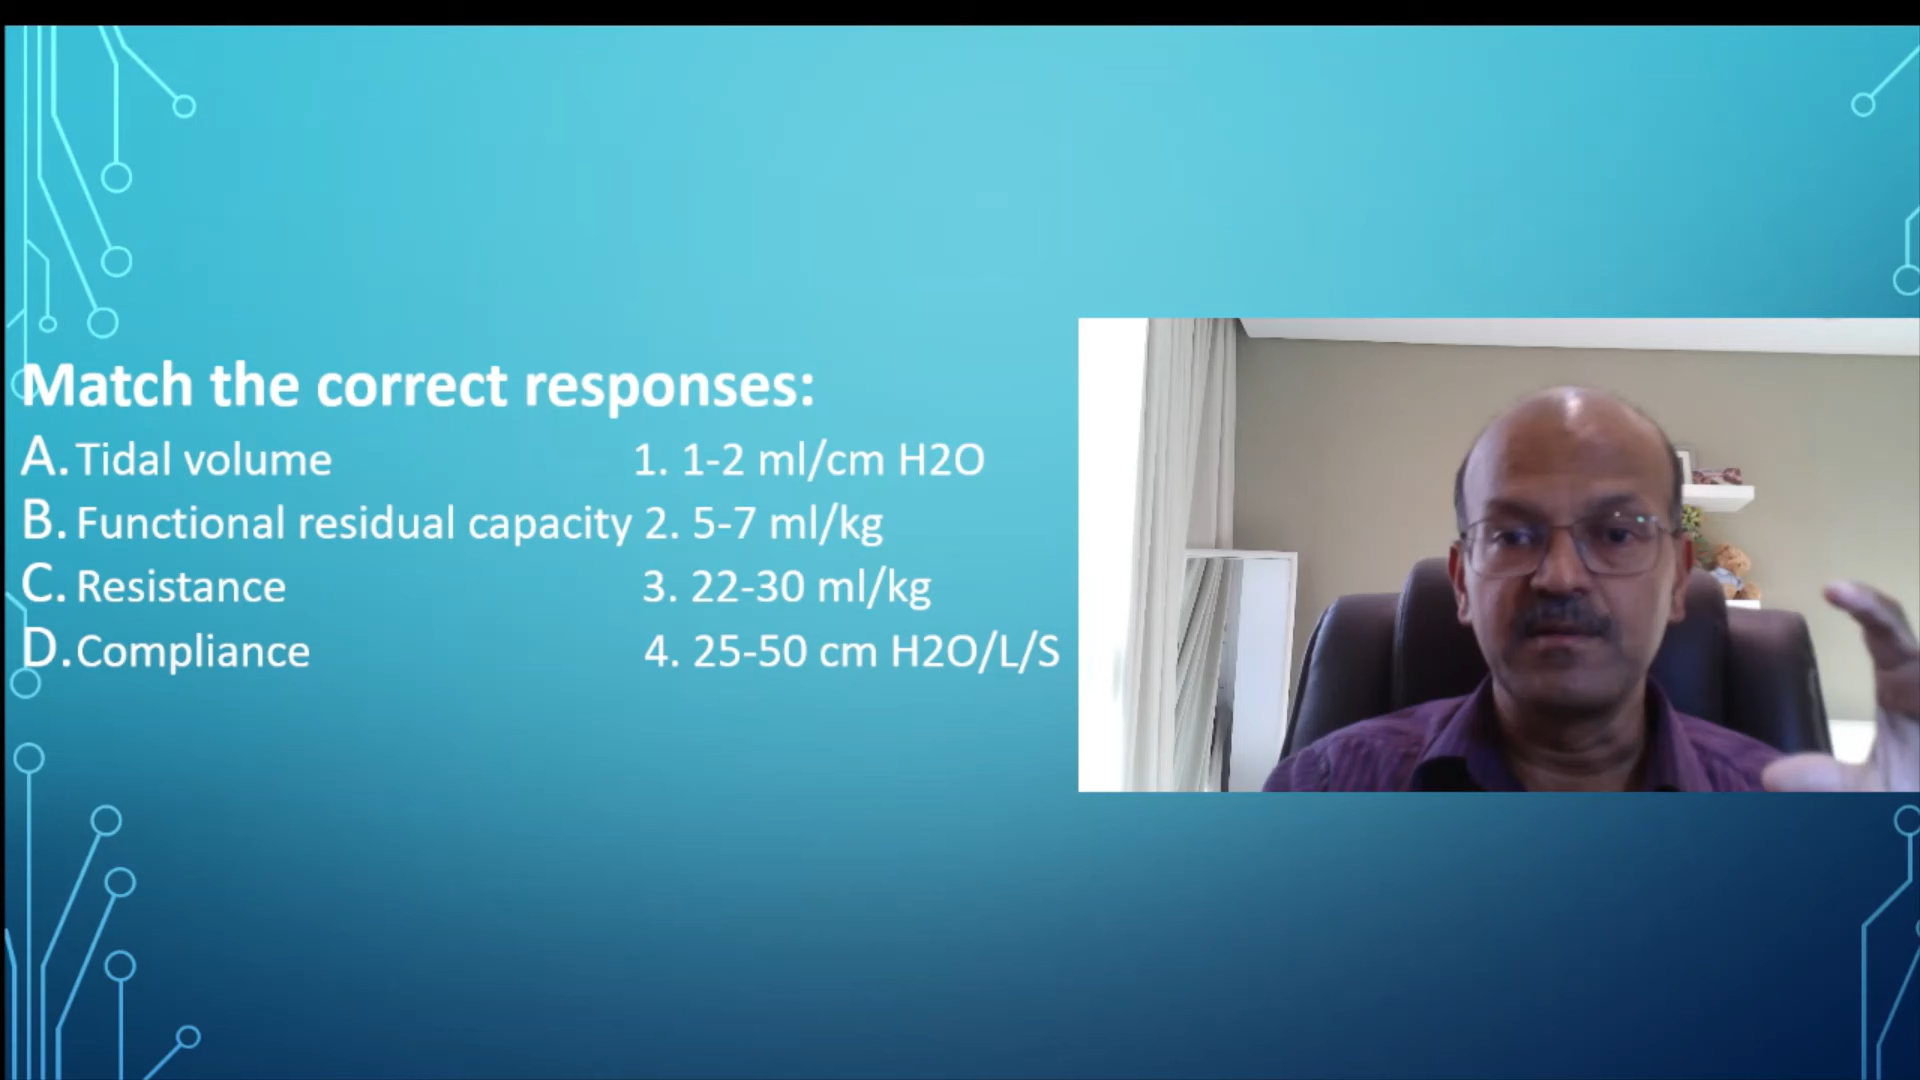 Match the correct responses:
A. Tidal volume 1. 1-2 ml/cm H2O
B. Functional residual capacity 2. 5-7 ml/kg
C. Resistance 3. 22-30 ml/kg
D. Compliance 4. 25-50 cm H2O/L/S